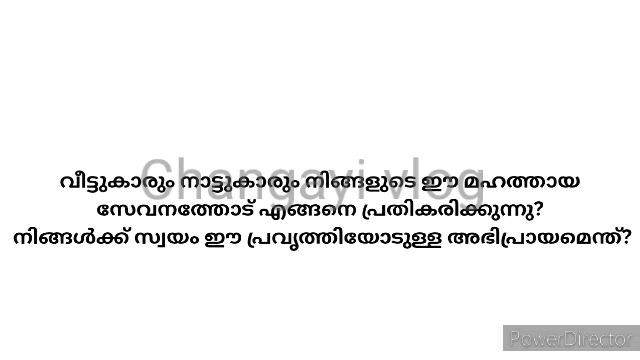 Changayi vlog
വീട്ടുകാരും നാട്ടുകാരും നിങ്ങളുടെ ഈ മഹത്തായ
സേവനത്തോട് എങ്ങനെ പ്രതികരിക്കുന്നു?
നിങ്ങൾക്ക് സ്വയം ഈ പ്രവൃത്തിയോടുള്ള അഭിപ്രായമെന്ത്?
PowerDirector